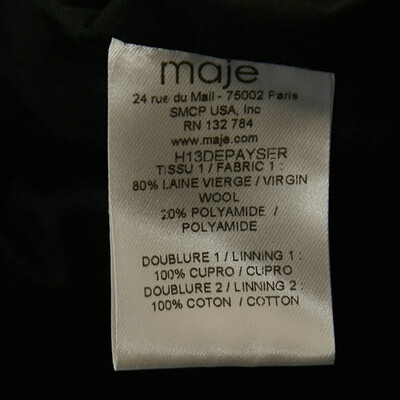 maje
24 rue du Mail - 75002 Paris
SMCP USA, Inc
RN 132 784
www.maje.com
H13DEPAYSER
TISSU 1 / FABRIC 1 :
80% LAINE VIERGE / VIRGIN
WOOL
20% POLYAMIDE /
POLYAMIDE
DOUBLURE 1 / LINNING 1 :
100% CUPRO / CUPRO
DOUBLURE 2 / LINNING 2 :
100% COTON / COTTON